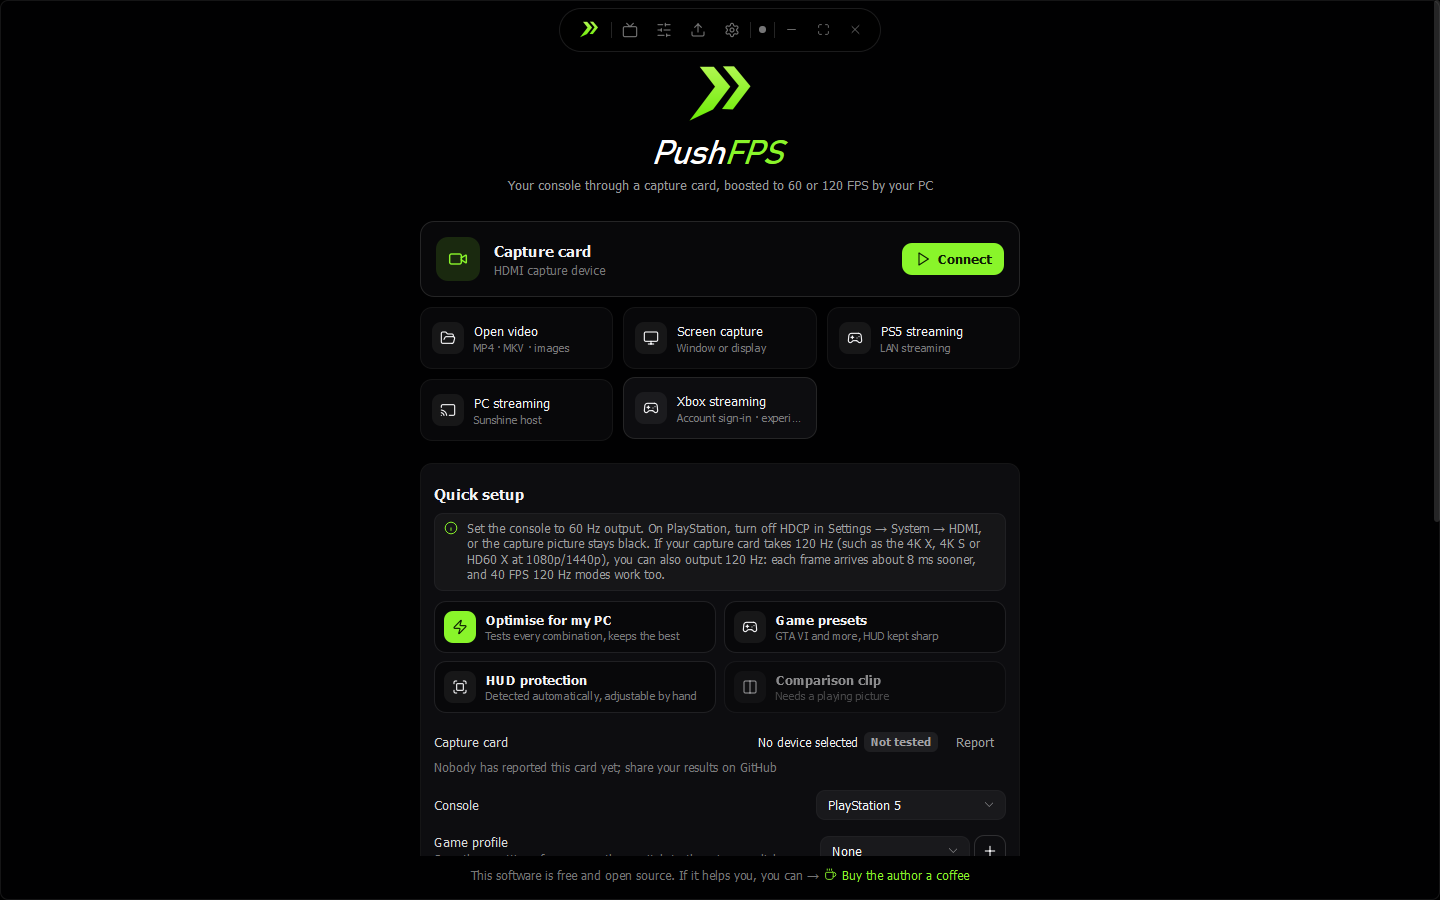 PushFPS
Your console through a capture card, boosted to 60 or 120 FPS by your PC
Capture card
HDMI capture device
Connect
Open video
MP4 · MKV · images
Screen capture
Window or display
PS5 streaming
LAN streaming
PC streaming
Sunshine host
Xbox streaming
Account sign-in · experi...
Quick setup
Set the console to 60 Hz output. On PlayStation, turn off HDCP in Settings → System → HDMI,
or the capture picture stays black. If your capture card takes 120 Hz (such as the 4K X, 4K S or
HD60 X at 1080p/1440p), you can also output 120 Hz: each frame arrives about 8 ms sooner,
and 40 FPS 120 Hz modes work too.
Optimise for my PC
Tests every combination, keeps the best
Game presets
GTA VI and more, HUD kept sharp
HUD protection
Detected automatically, adjustable by hand
Comparison clip
Needs a playing picture
Capture card
No device selected
Not tested
Report
Nobody has reported this card yet; share your results on GitHub
Console
PlayStation 5
Game profile
None
This software is free and open source. If it helps you, you can → Buy the author a coffee